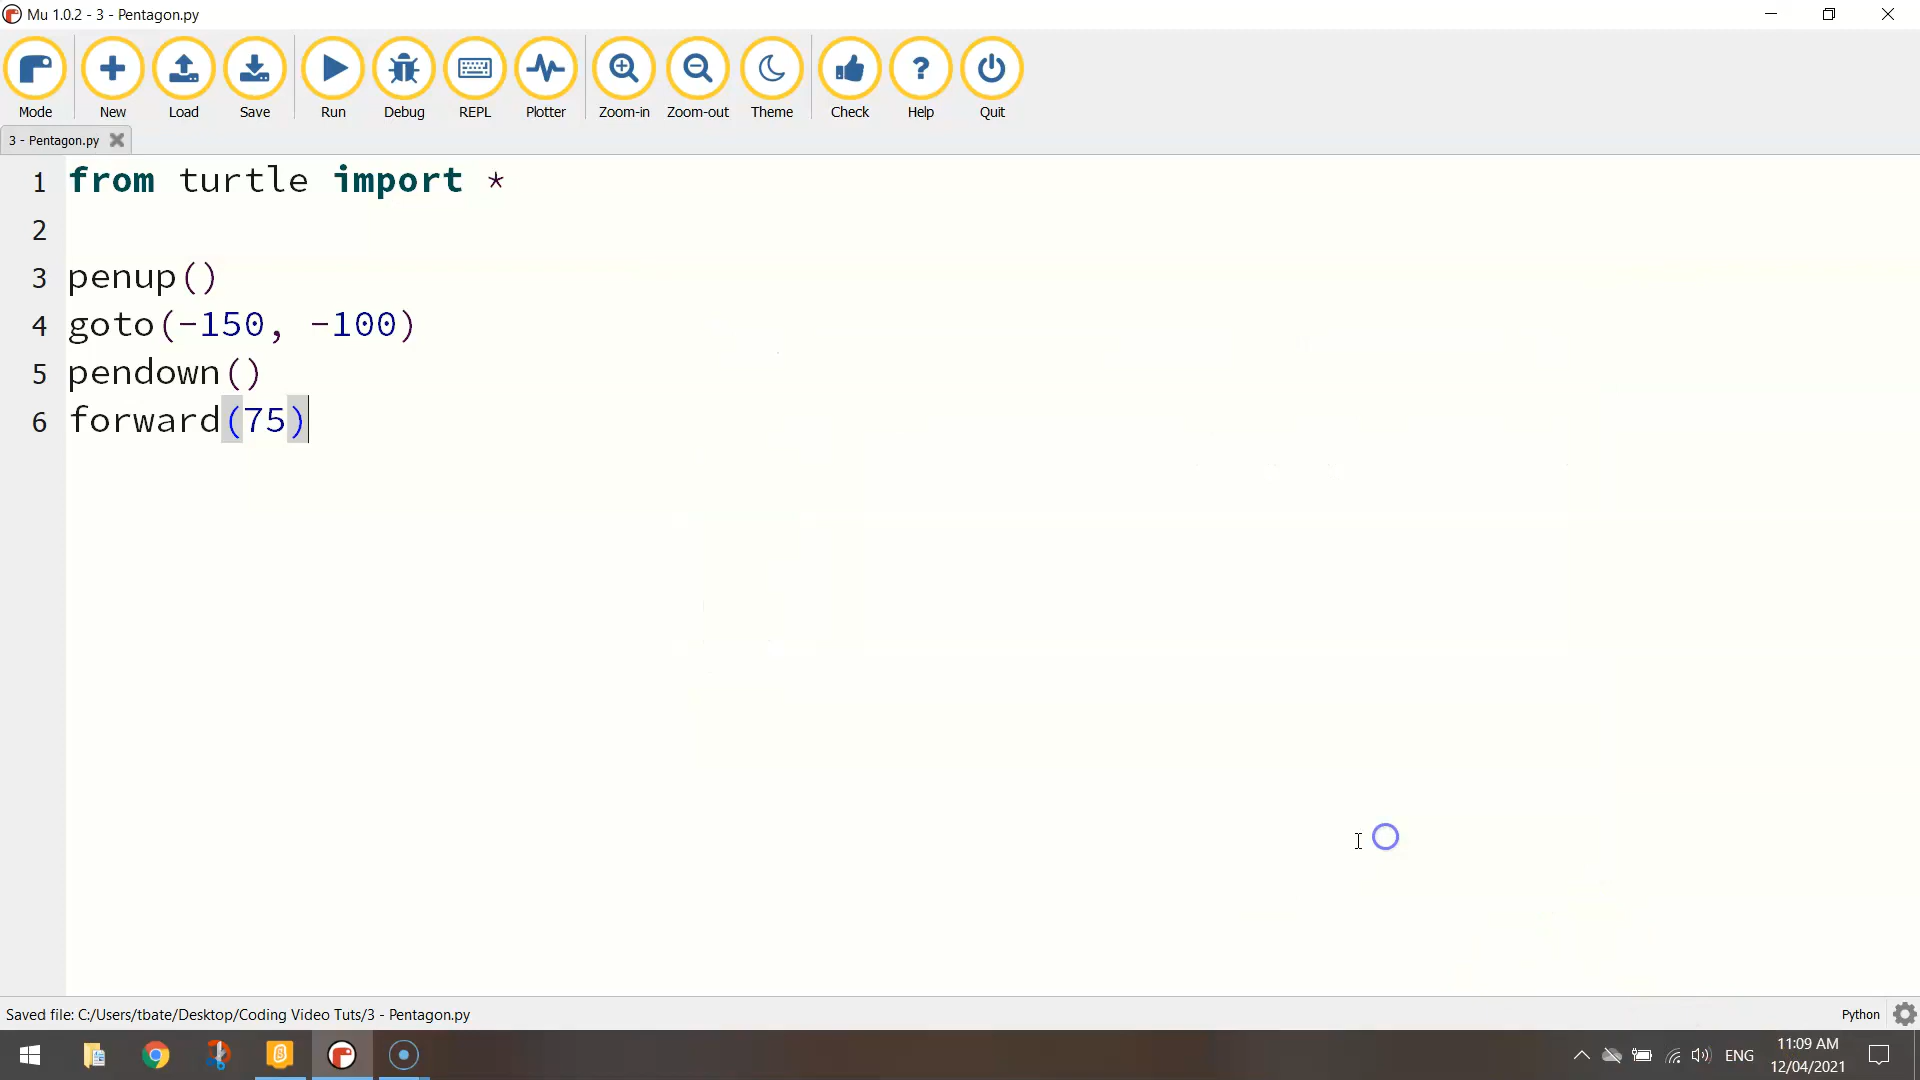 Mu 1.0.2 - 3 - Pentagon.py
Mode New Load Save Run Debug REPL Plotter Zoom-in Zoom-out Theme Check Help Quit
3 - Pentagon.py
1 from turtle import *
2
3 penup()
4 goto(-150, -100)
5 pendown()
6 forward(75)
Saved file: C:/Users/tbate/Desktop/Coding Video Tuts/3 - Pentagon.py
Python
ENG
11:09 AM
12/04/2021